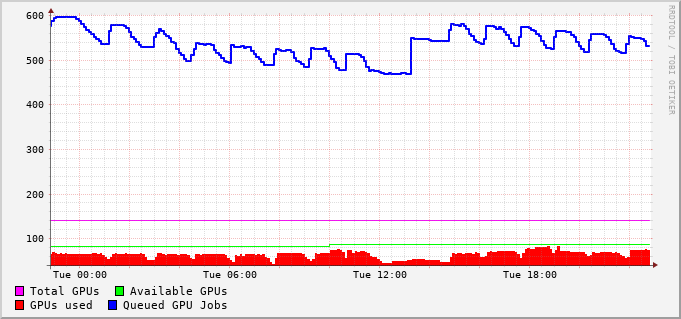 600
500
400
300
200
100
Tue 00:00 Tue 06:00 Tue 12:00 Tue 18:00
Total GPUs Available GPUs
GPUs used Queued GPU Jobs
RRDTOOL / TOBI OETIKER